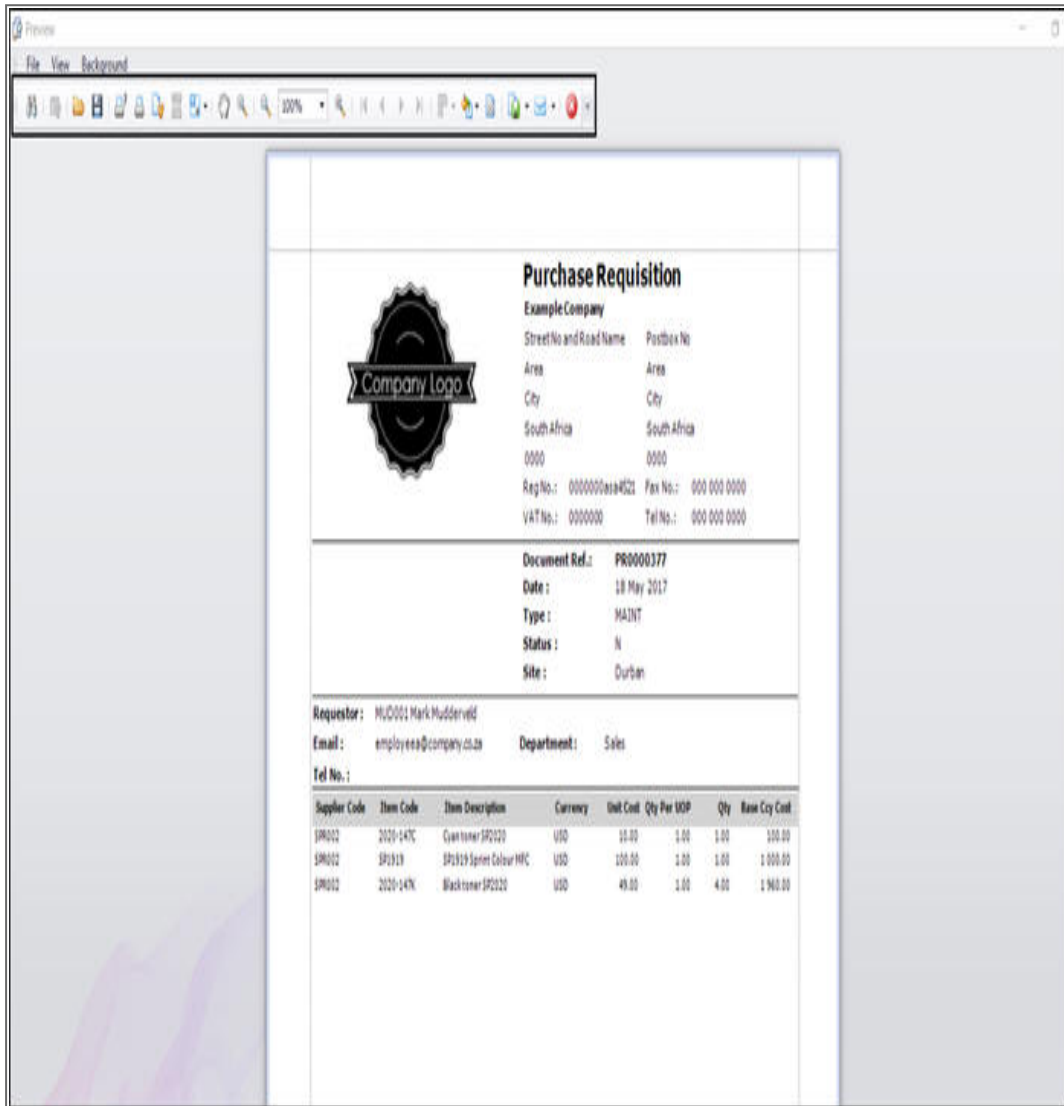 Preview
File View Background
100%
Purchase Requisition
Example Company
Company Logo
Street No and Road Name Postbox No
Area Area
City City
South Africa South Africa
0000 0000
Reg No.: 0000000asa4521 Fax No.: 000 000 0000
VAT No.: 0000000 Tel No.: 000 000 0000
Document Ref.: PR0000377
Date : 18 May 2017
Type : MAINT
Status : N
Site : Durban
Requestor : MUD001 Mark Mudderveld
Email : employeea@company.co.za Department : Sales
Tel No. :
Supplier Code Item Code Item Description Currency Unit Cost Qty Per UOP Qty Base Ccy Cost
SPR002 2020-147C Cyan toner SP2020 USD 10.00 1.00 1.00 100.00
SPR002 SP1919 SP1919 Sprint Colour MFC USD 100.00 1.00 1.00 1 000.00
SPR002 2020-147K Black toner SP2020 USD 49.00 1.00 4.00 1 960.00